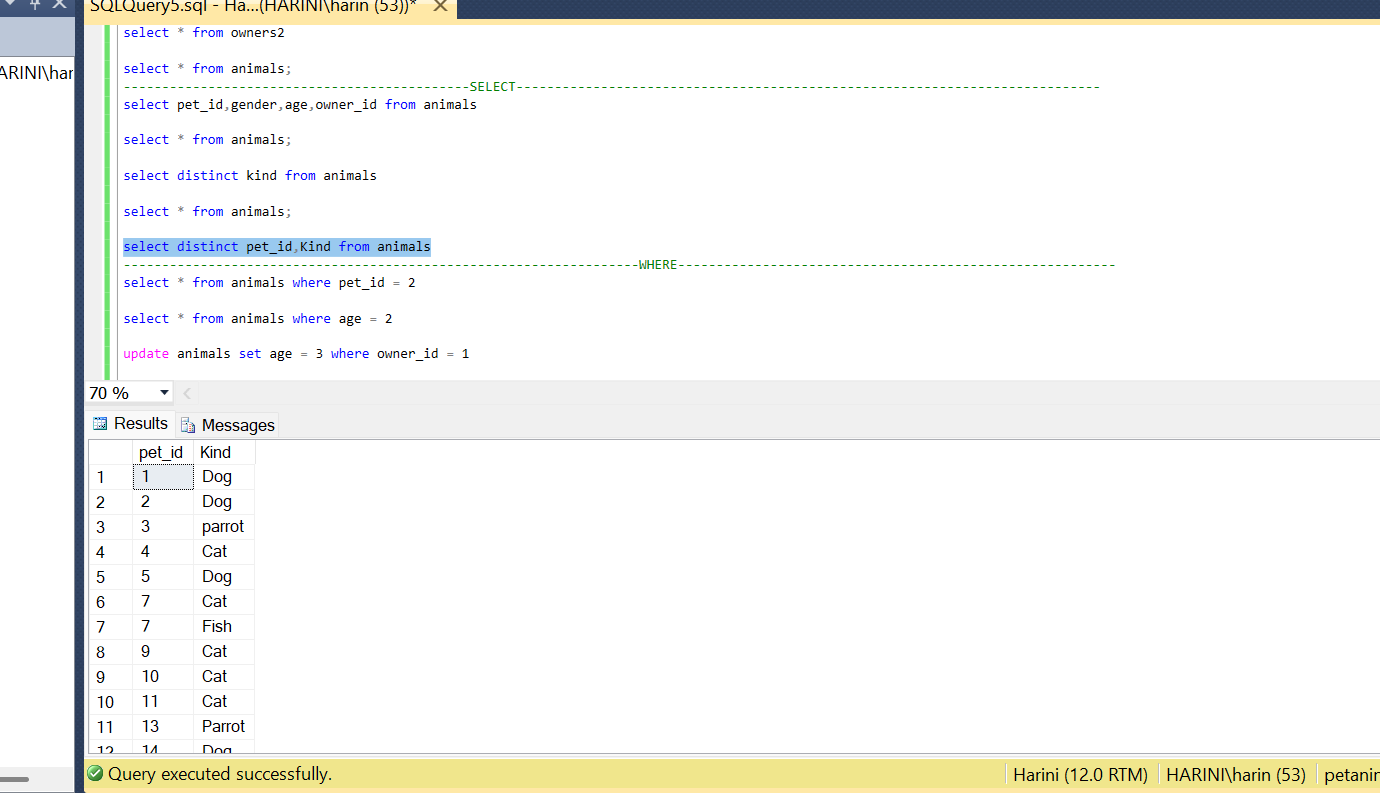 SQLQuery5.sql - Ha...(HARINI\harin (53))*
ARINI\har
select * from owners2
select * from animals;
---------------------------------------------SELECT----------------------------------------------------------------------------
select pet_id,gender,age,owner_id from animals
select * from animals;
select distinct kind from animals
select * from animals;
select distinct pet_id,Kind from animals
-------------------------------------------------------------------WHERE---------------------------------------------------------
select * from animals where pet_id = 2
select * from animals where age = 2
update animals set age = 3 where owner_id = 1
70 %
Results Messages
pet_id Kind
1 1 Dog
2 2 Dog
3 3 parrot
4 4 Cat
5 5 Dog
6 7 Cat
7 7 Fish
8 9 Cat
9 10 Cat
10 11 Cat
11 13 Parrot
12 14 Dog
Query executed successfully. Harini (12.0 RTM) HARINI\harin (53) petanin